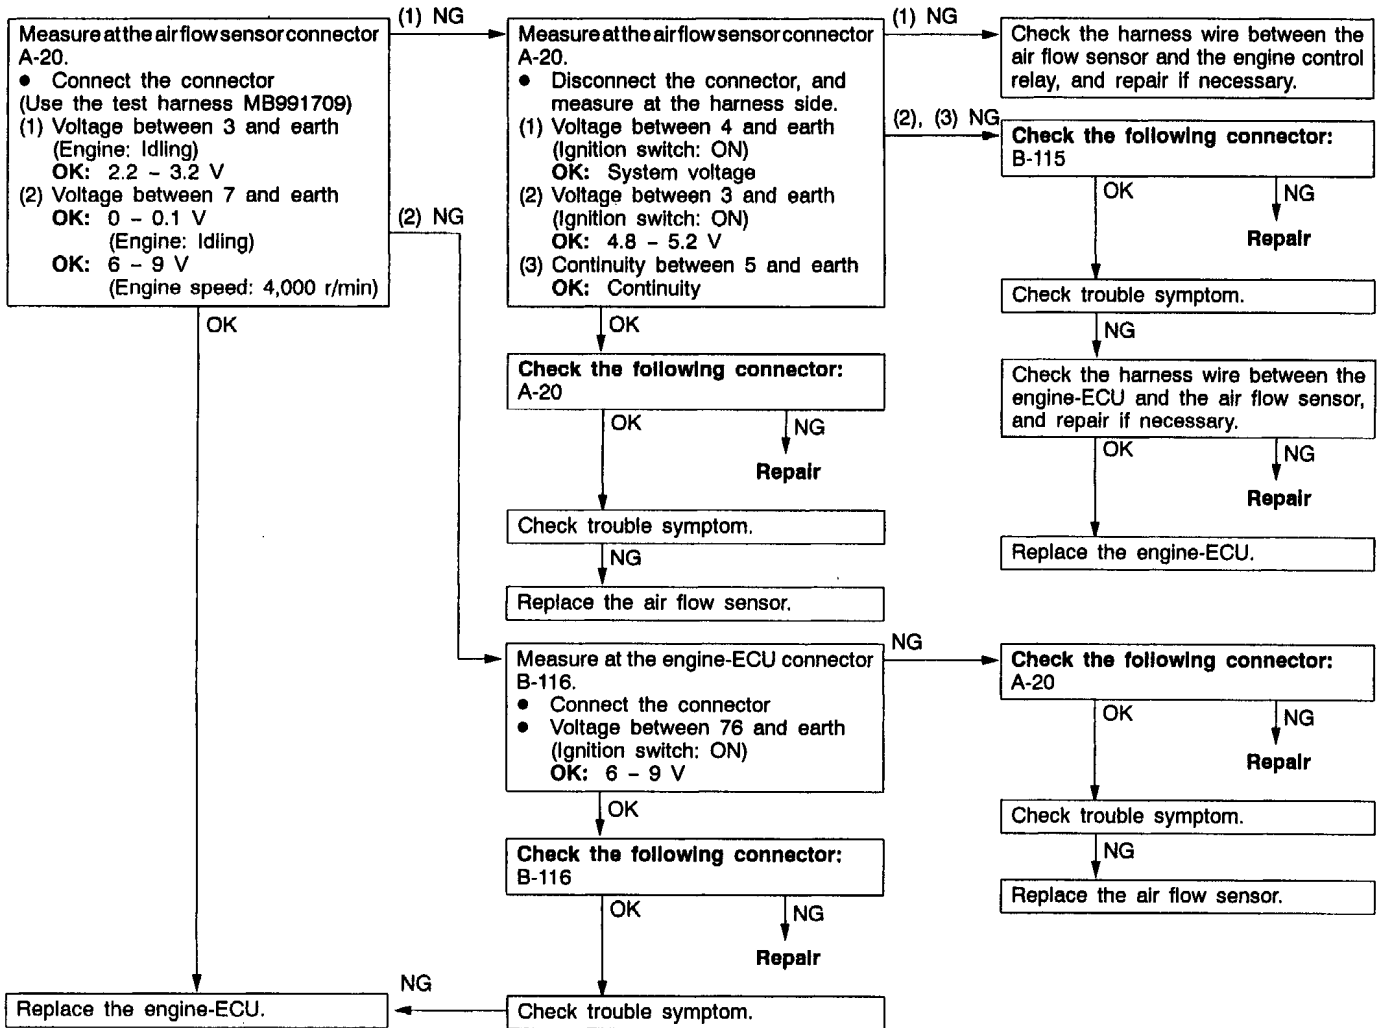 Measure at the air flow sensor connector
A-20.
● Connect the connector
(Use the test harness MB991709)
(1) Voltage between 3 and earth
(Engine: Idling)
OK: 2.2 – 3.2 V
(2) Voltage between 7 and earth
OK: 0 – 0.1 V
(Engine: Idling)
OK: 6 – 9 V
(Engine speed: 4,000 r/min)
(1) NG
(2) NG
OK
Measure at the air flow sensor connector
A-20.
● Disconnect the connector, and
measure at the harness side.
(1) Voltage between 4 and earth
(Ignition switch: ON)
OK: System voltage
(2) Voltage between 3 and earth
(Ignition switch: ON)
OK: 4.8 – 5.2 V
(3) Continuity between 5 and earth
OK: Continuity
(1) NG
(2), (3) NG
OK
Check the harness wire between the
air flow sensor and the engine control
relay, and repair if necessary.
Check the following connector:
B-115
OK
NG
Repair
Check trouble symptom.
NG
Check the harness wire between the
engine-ECU and the air flow sensor,
and repair if necessary.
OK
NG
Repair
Replace the engine-ECU.
Check the following connector:
A-20
OK
NG
Repair
Check trouble symptom.
NG
Replace the air flow sensor.
Measure at the engine-ECU connector
B-116.
● Connect the connector
● Voltage between 76 and earth
(Ignition switch: ON)
OK: 6 – 9 V
NG
OK
Check the following connector:
A-20
OK
NG
Repair
Check trouble symptom.
NG
Replace the air flow sensor.
Check the following connector:
B-116
OK
NG
Repair
Check trouble symptom.
NG
Replace the engine-ECU.